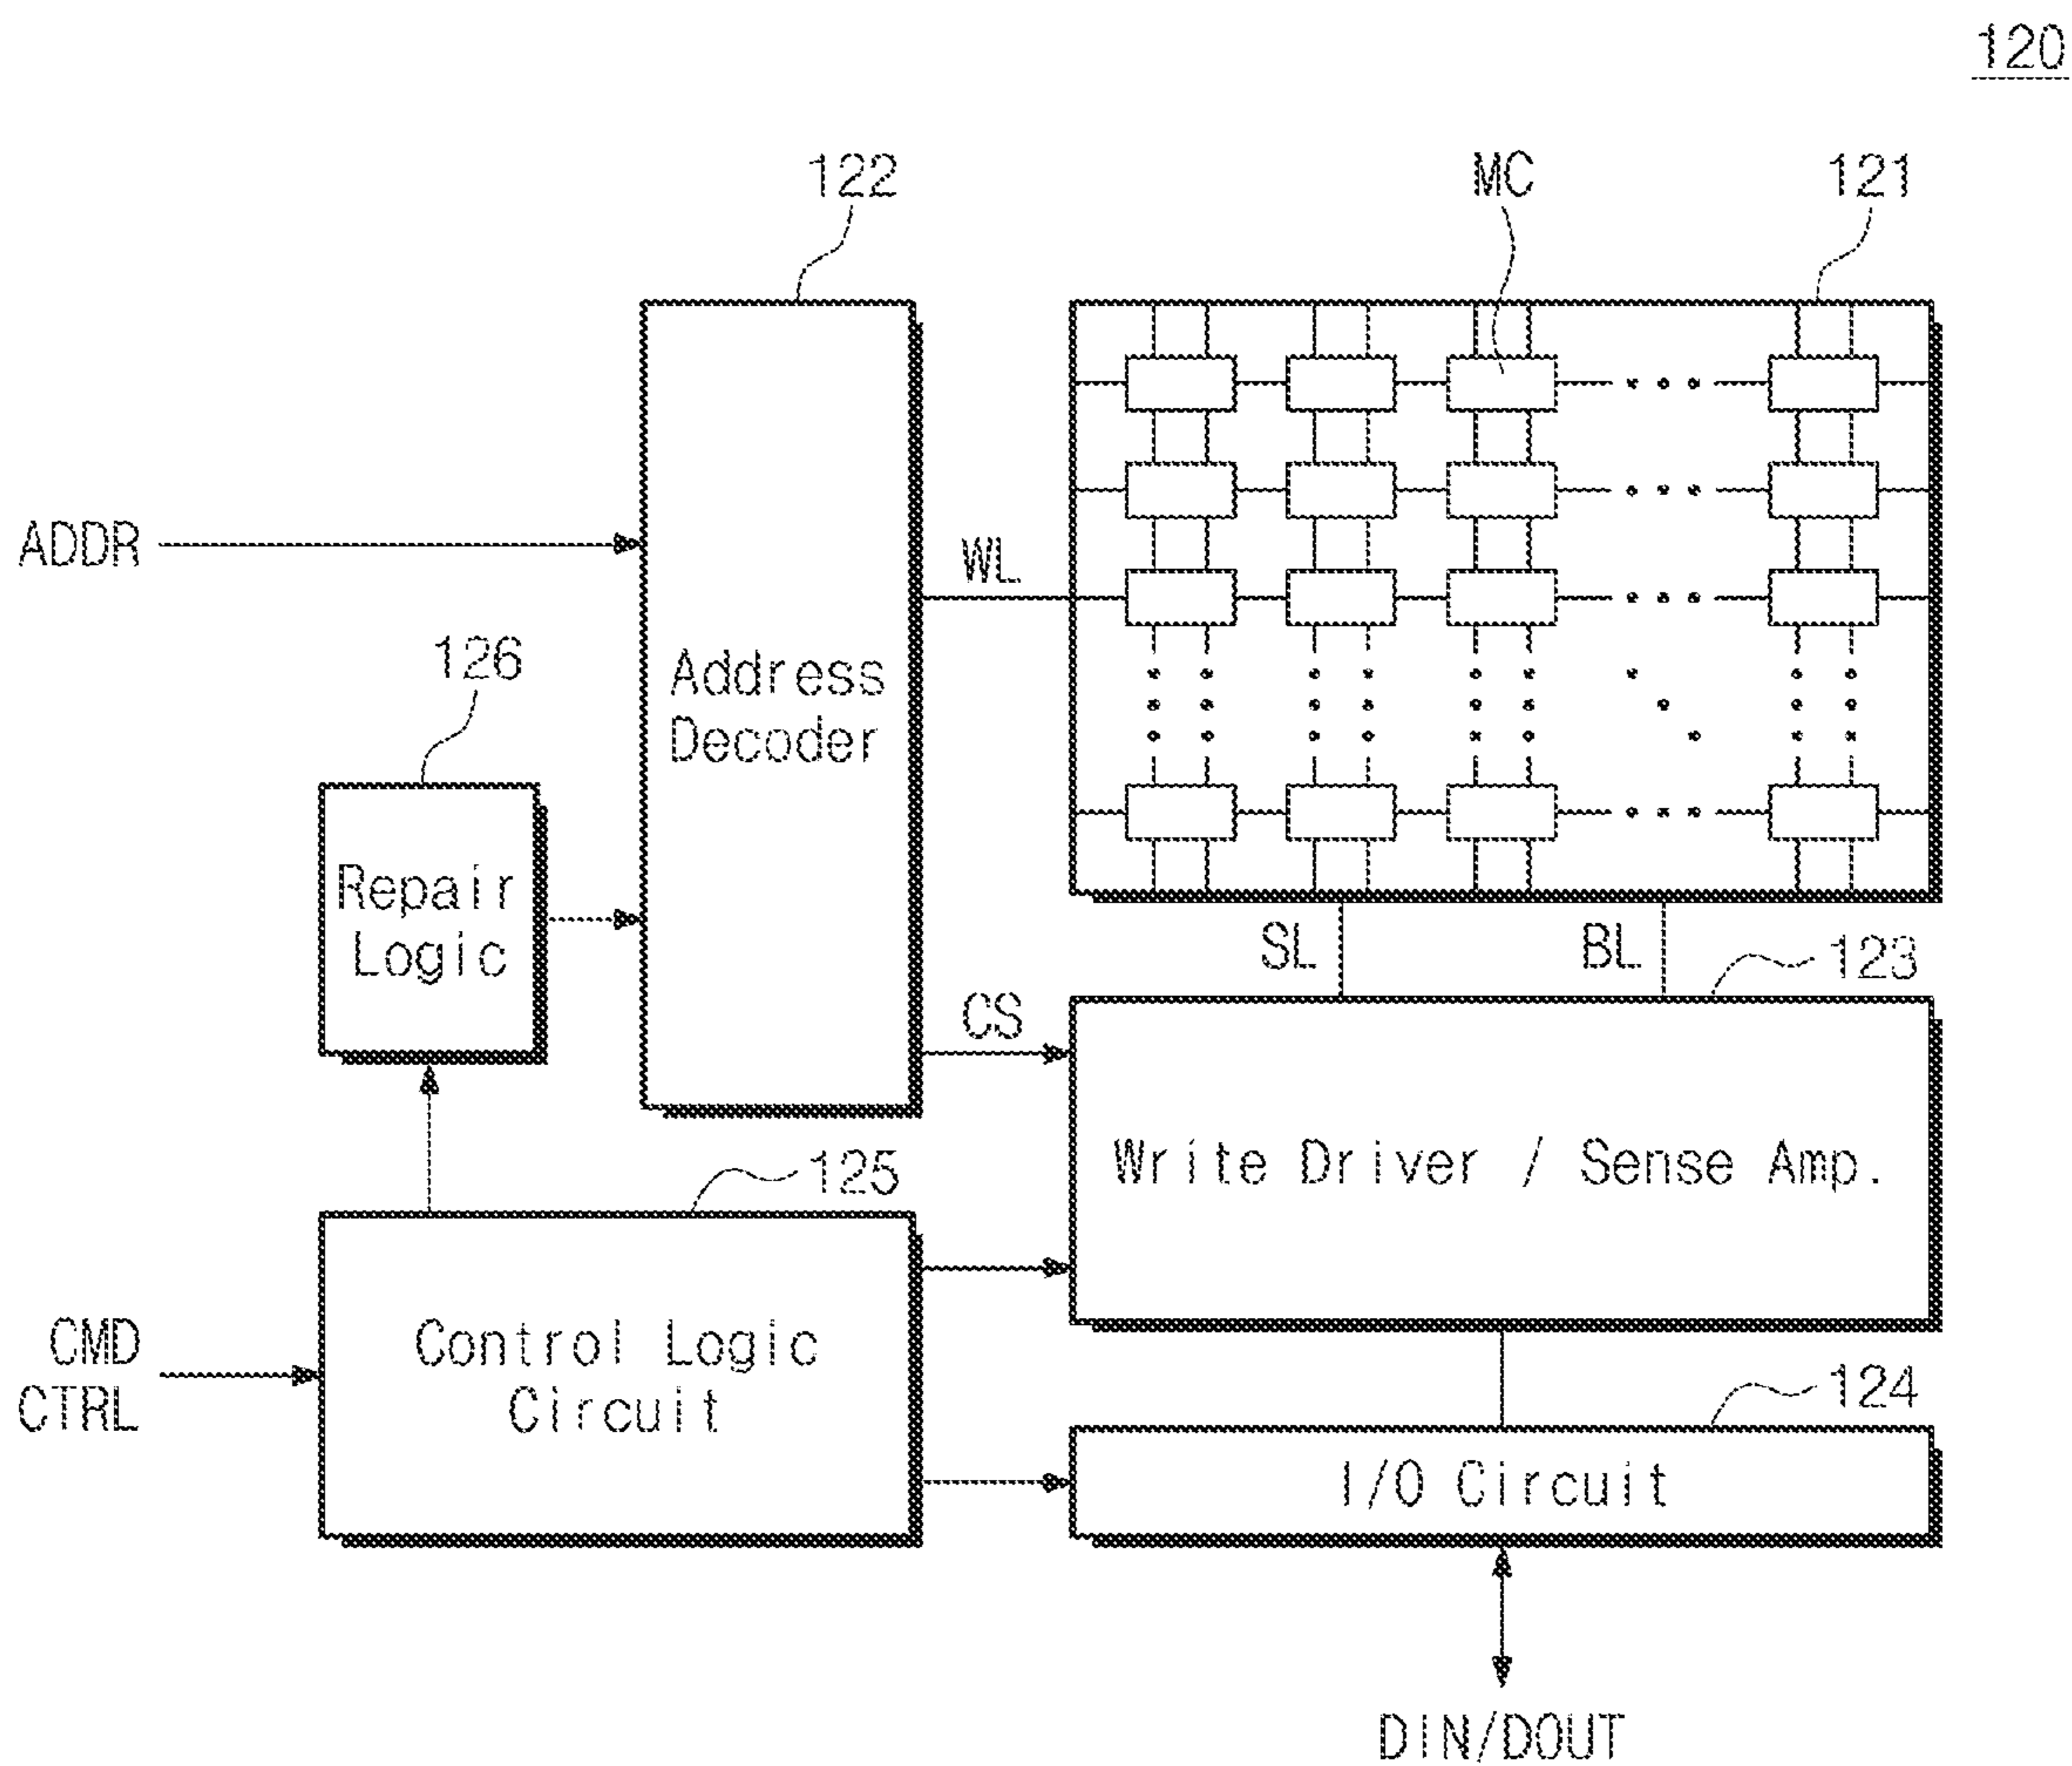 120
122
MC
121
ADDR
WL
126
Address
Decoder
Repair
Logic
SL
BL
123
CS
Write Driver / Sense Amp.
125
CMD
CTRL
Control Logic
Circuit
124
I/O Circuit
DIN/DOUT